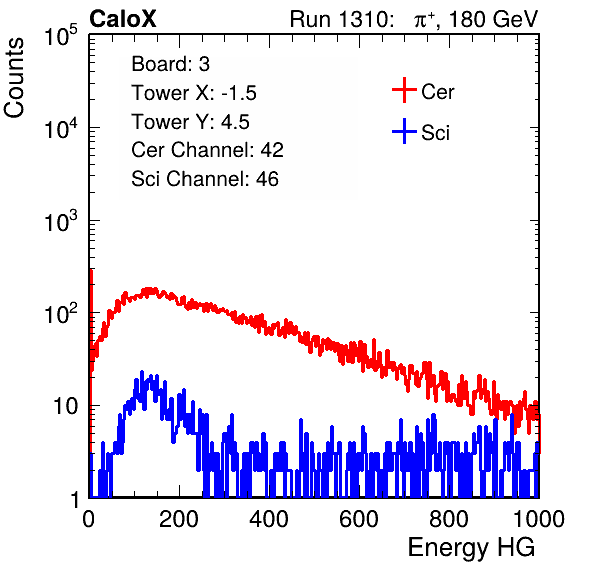 CaloX Run 1310: π⁺, 180 GeV
Counts
10⁵
10⁴
10³
10²
10
1
Board: 3
Tower X: -1.5
Tower Y: 4.5
Cer Channel: 42
Sci Channel: 46
Cer
Sci
0 200 400 600 800 1000
Energy HG